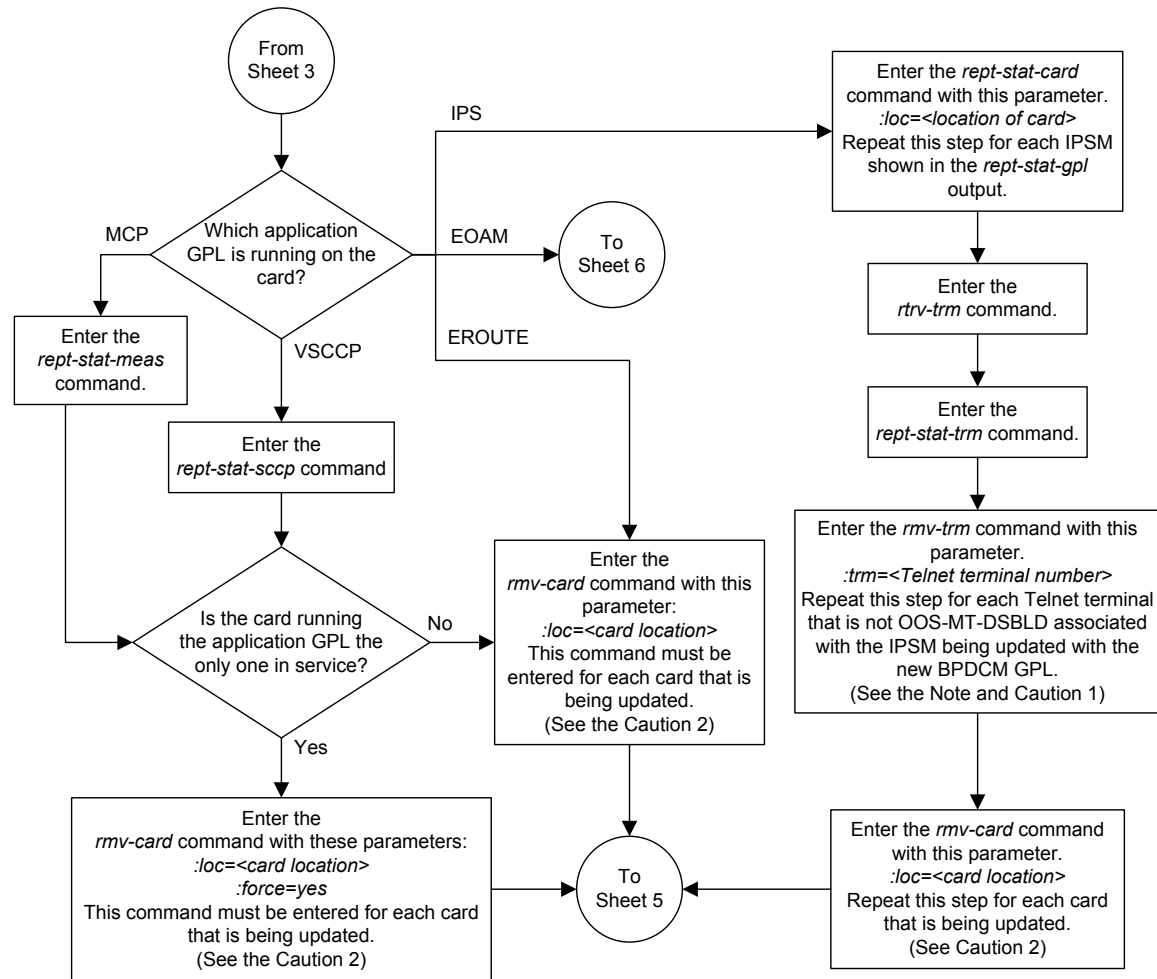 From
Sheet 3
Which application
GPL is running on the
card?
MCP
IPS
EOAM
EROUTE
VSCCP
To
Sheet 6
Enter the
rept-stat-meas
command.
Enter the
rept-stat-sccp command
Is the card running
the application GPL the
only one in service?
No
Yes
Enter the
rmv-card command with this
parameter:
:loc=<card location>
This command must be
entered for each card that is
being updated.
(See the Caution 2)
Enter the
rmv-card command with these parameters:
:loc=<card location>
:force=yes
This command must be entered for each card
that is being updated.
(See the Caution 2)
Enter the rept-stat-card
command with this parameter.
:loc=<location of card>
Repeat this step for each IPSM
shown in the rept-stat-gpl
output.
Enter the
rtrv-trm command.
Enter the
rept-stat-trm command.
Enter the rmv-trm command with this
parameter.
:trm=<Telnet terminal number>
Repeat this step for each Telnet terminal
that is not OOS-MT-DSBLD associated
with the IPSM being updated with the
new BPDCM GPL.
(See the Note and Caution 1)
Enter the rmv-card command
with this parameter.
:loc=<card location>
Repeat this step for each card
that is being updated.
(See Caution 2)
To
Sheet 5